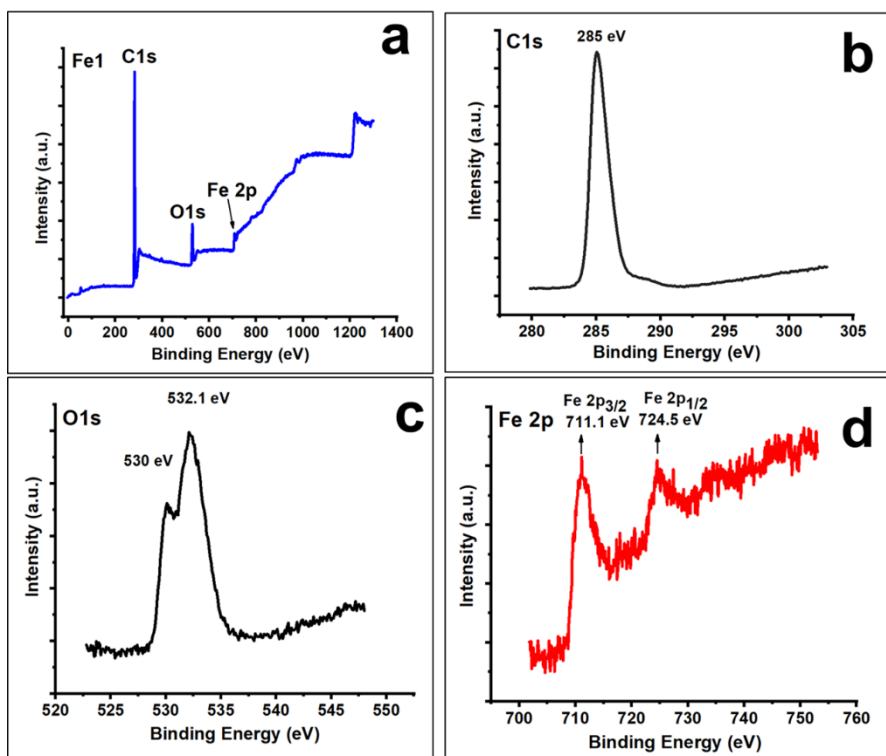 a
Fe1
C1s
O1s
Fe 2p
Intensity (a.u.)
0 200 400 600 800 1000 1200 1400
Binding Energy (eV)
b
C1s
285 eV
Intensity (a.u.)
280 285 290 295 300 305
Binding Energy (eV)
c
O1s
532.1 eV
530 eV
Intensity (a.u.)
520 525 530 535 540 545 550
Binding Energy (eV)
d
Fe 2p
Fe 2p3/2
711.1 eV
Fe 2p1/2
724.5 eV
Intensity (a.u.)
700 710 720 730 740 750 760
Binding Energy (eV)